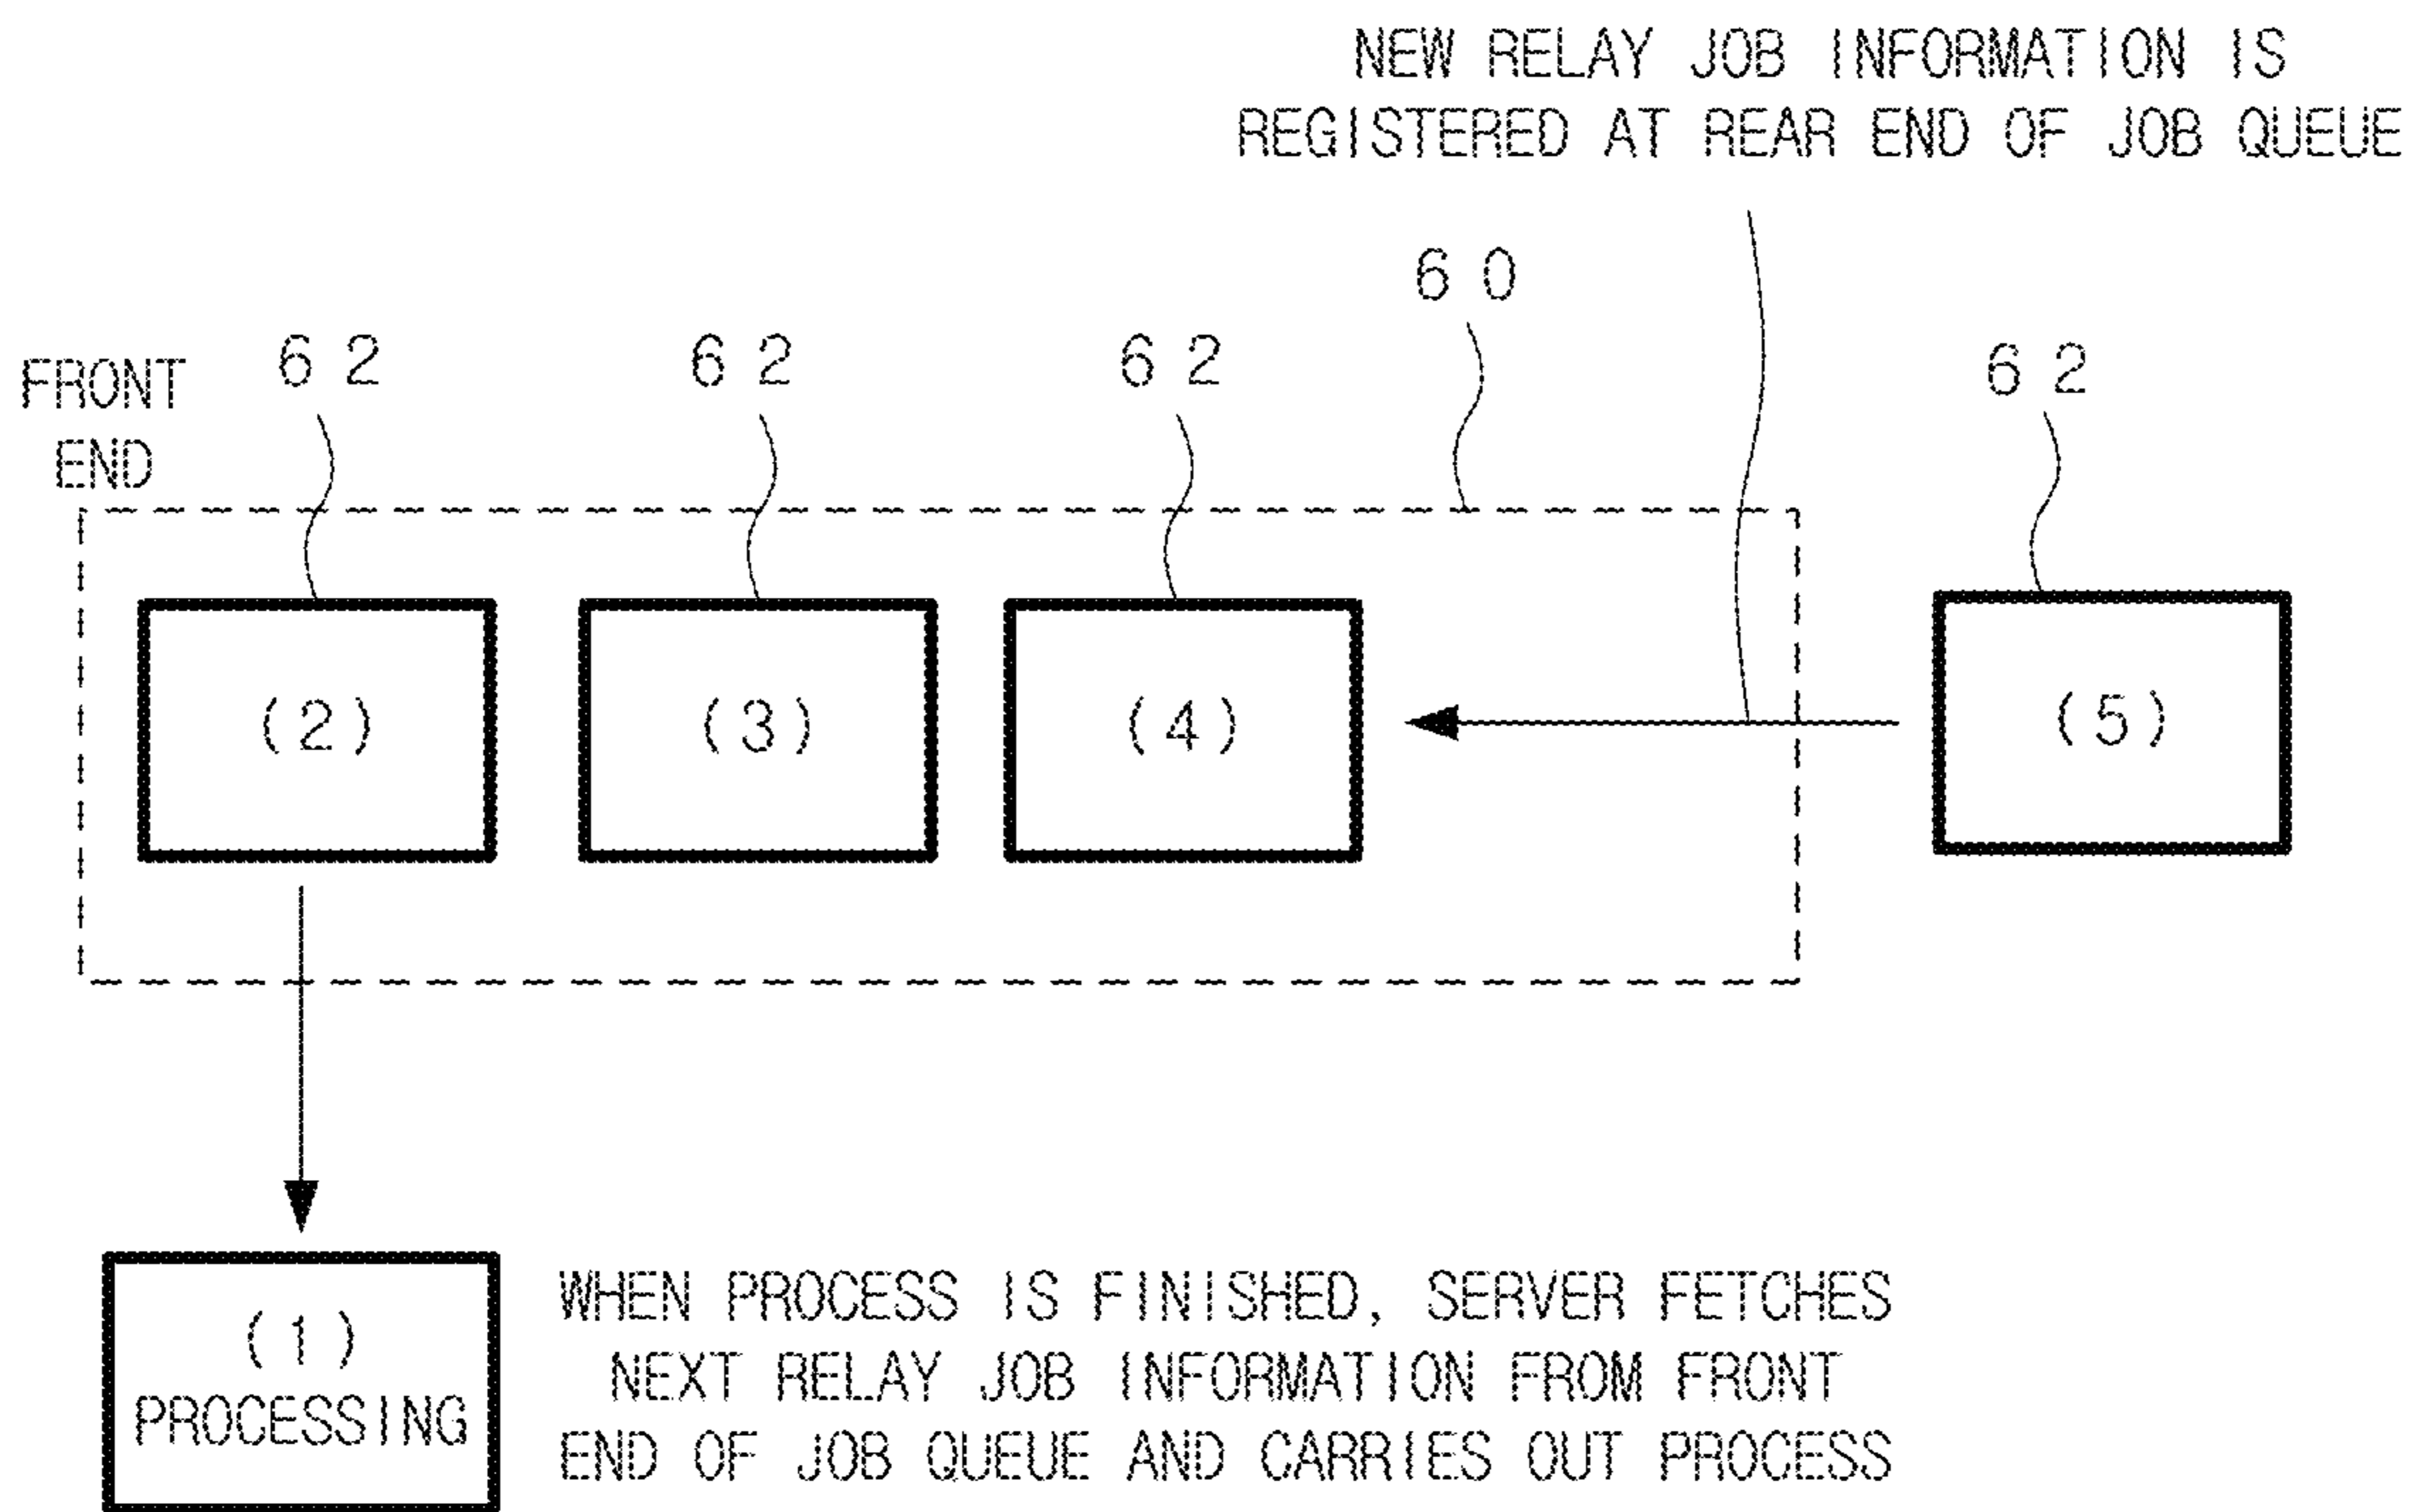 NEW RELAY JOB INFORMATION IS
REGISTERED AT REAR END OF JOB QUEUE
60
FRONT
END
62
62
62
62
(2)
(3)
(4)
(5)
(1)
PROCESSING
WHEN PROCESS IS FINISHED, SERVER FETCHES
NEXT RELAY JOB INFORMATION FROM FRONT
END OF JOB QUEUE AND CARRIES OUT PROCESS